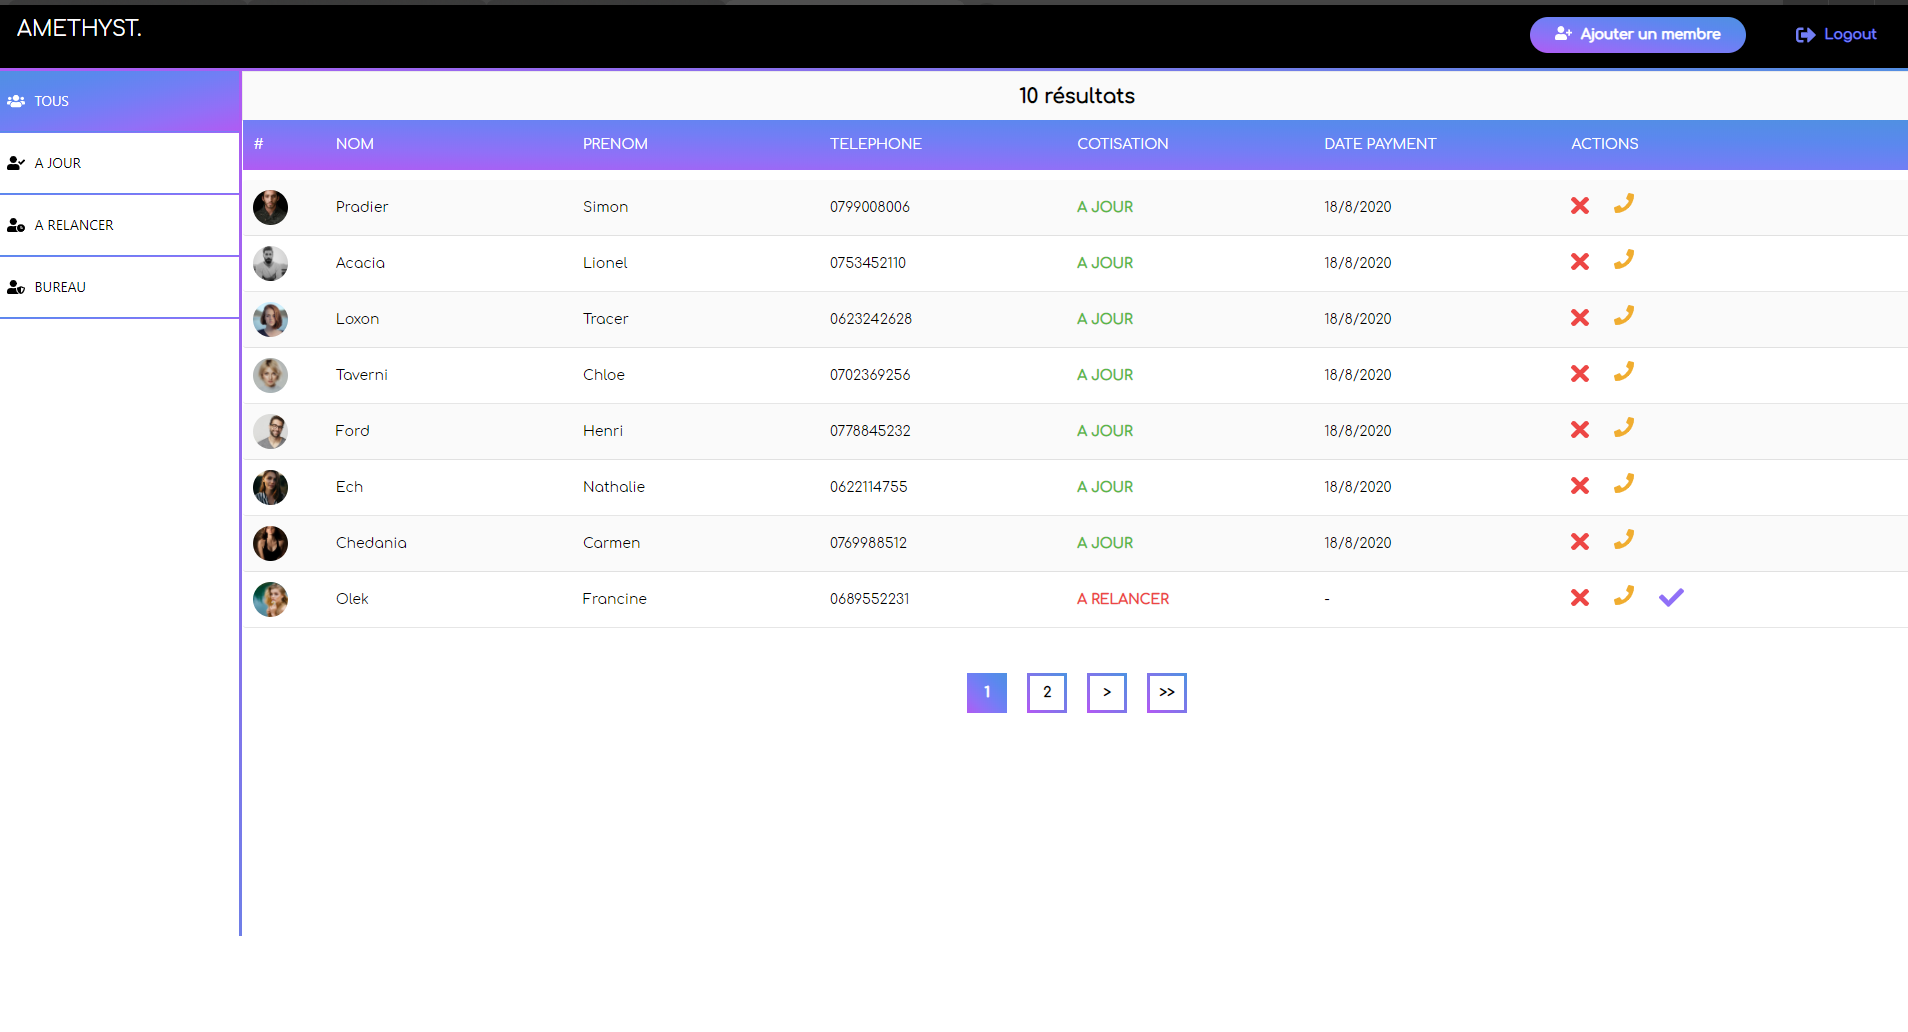 AMETHYST.
Ajouter un membre
Logout
TOUS
A JOUR
A RELANCER
BUREAU
10 résultats
# NOM PRENOM TELEPHONE COTISATION DATE PAYMENT ACTIONS
Pradier Simon 0799008006 A JOUR 18/8/2020
Acacia Lionel 0753452110 A JOUR 18/8/2020
Loxon Tracer 0623242628 A JOUR 18/8/2020
Taverni Chloe 0702369256 A JOUR 18/8/2020
Ford Henri 0778845232 A JOUR 18/8/2020
Ech Nathalie 0622114755 A JOUR 18/8/2020
Chedania Carmen 0769988512 A JOUR 18/8/2020
Olek Francine 0689552231 A RELANCER -
1 2 > >>